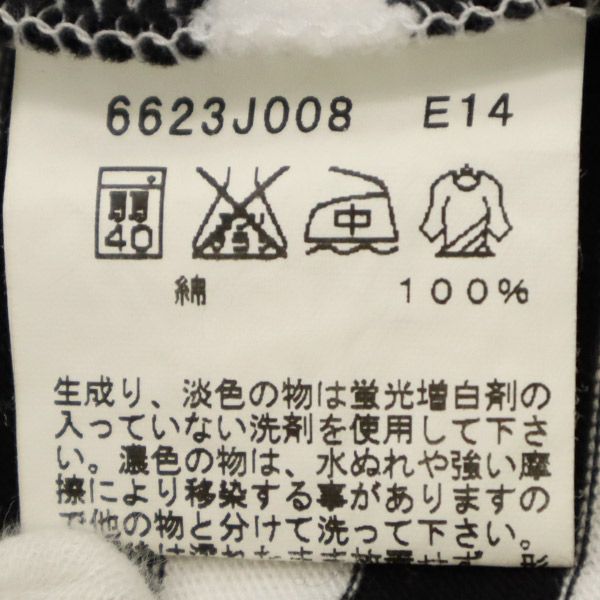 6623J008 E14
40 中
綿 100%
生成り、淡色の物は蛍光増白剤の
入っていない洗剤を使用して下さ
い。濃色の物は、水ぬれや強い摩
擦により移染する事がありますの
で他の物と分けて洗って下さい。